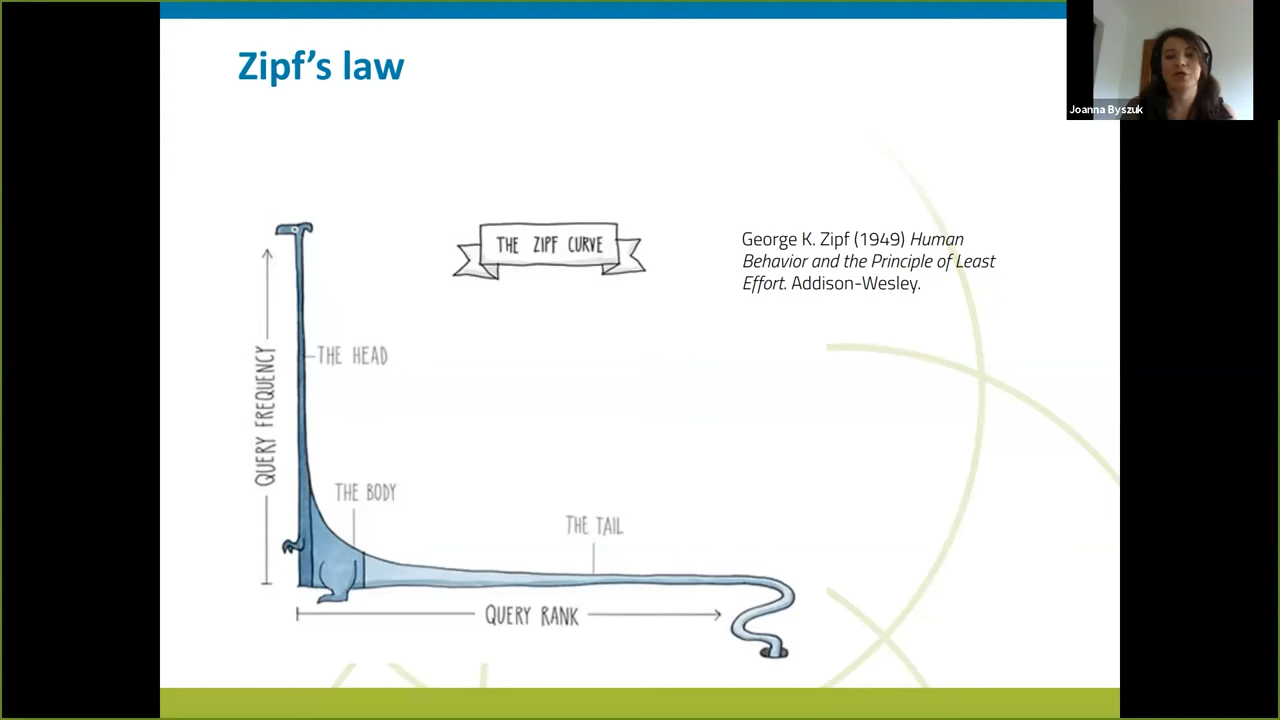 Zipf's law
Joanna Byszuk
THE ZIPF CURVE
George K. Zipf (1949) Human
Behavior and the Principle of Least
Effort. Addison-Wesley.
THE HEAD
QUERY FREQUENCY
THE BODY
THE TAIL
QUERY RANK